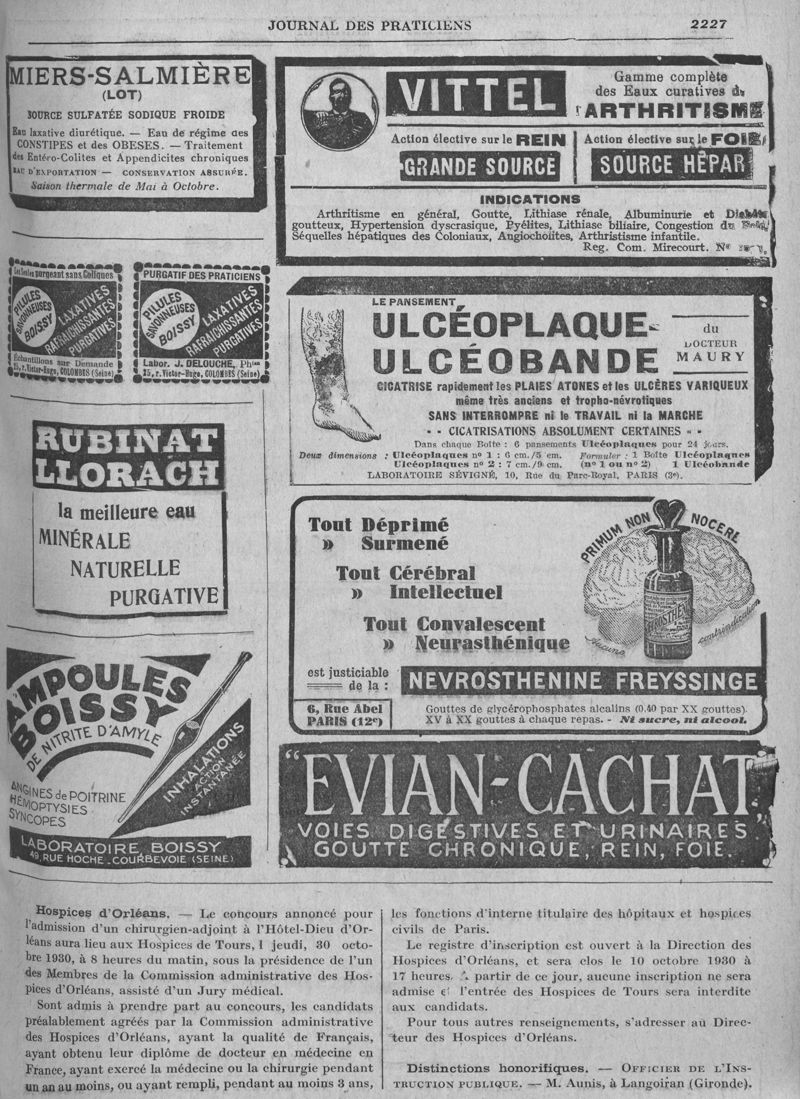 JOURNAL DES PRATICIENS
2227
MIERS-SALMIÈRE
(LOT)
SOURCE SULFATÉE SODIQUE FROIDE
Eau laxative diurétique. — Eau de régime des
CONSTIPES et des OBESES. — Traitement
des Entéro-Colites et Appendicites chroniques
EAU D'EXPORTATION — CONSERVATION ASSURÉE.
Saison thermale de Mai à Octobre.
VITTEL
Gamme complète
des Eaux curatives de
l'ARTHRITISME
Action élective sur le REIN
GRANDE SOURCE
Action élective sur le FOIE
SOURCE HÉPAR
INDICATIONS
Arthritisme en général, Goutte, Lithiase rénale, Albuminurie et Diabète
goutteux, Hypertension dyscrasique, Pyélites, Lithiase biliaire, Congestion du
Séquelles hépatiques des Coloniaux, Angiocholites, Arthristisme infantile.
Reg. Com. Mirecourt. N°
purgeant sans Coliques
PILULES
SAVONNEUSES
BOISSY
LAXATIVES
RAFRAICHISSANTES
PURGATIVES
Échantillons sur Demande
15, r. Victor-Hugo, COLOMBES (Seine)
PURGATIF DES PRATICIENS
PILULES
SAVONNEUSES
BOISSY
LAXATIVES
RAFRAICHISSANTES
PURGATIVES
Labor. J. DELOUCHE, Phien
15, r. Victor-Hugo, COLOMBES (Seine)
LE PANSEMENT
ULCÉOPLAQUE-
ULCÉOBANDE
du
DOCTEUR
MAURY
CICATRISE rapidement les PLAIES ATONES et les ULCÈRES VARIQUEUX
même très anciens et tropho-névrotiques
SANS INTERROMPRE ni le TRAVAIL ni la MARCHE
- - CICATRISATIONS ABSOLUMENT CERTAINES - -
Dans chaque Boîte : 6 pansements Ulcéoplaques pour 24 jours.
Deux dimensions : Ulcéoplaques n° 1 : 6 cm./5 cm. Formuler : 1 Boîte Ulcéoplaques
Ulcéoplaques n° 2 : 7 cm./9 cm. (n° 1 ou n° 2) 1 Ulcéobande
LABORATOIRE SÉVIGNÉ, 10, Rue du Parc-Royal, PARIS (3e).
RUBINAT
LLORACH
la meilleure eau
MINÉRALE
NATURELLE
PURGATIVE
Tout Déprimé
» Surmené
Tout Cérébral
» Intellectuel
Tout Convalescent
» Neurasthénique
PRIMUM NON NOCERE
Aucune contreindication
est justiciable
de la :
NEVROSTHENINE FREYSSINGE
6, Rue Abel
PARIS (12e)
Gouttes de glycérophosphates alcalins (0.40 par XX gouttes).
XV à XX gouttes à chaque repas. - Ni sucre, ni alcool.
AMPOULES
BOISSY
DE NITRITE D'AMYLE
INHALATIONS
ACTION
INSTANTANÉE
ANGINES de POITRINE
HÉMOPTYSIES
SYNCOPES
LABORATOIRE BOISSY
49, RUE HOCHE_COURBEVOIE (SEINE)
"EVIAN-CACHAT"
VOIES DIGESTIVES ET URINAIRES
GOUTTE CHRONIQUE, REIN, FOIE.
Hospices d'Orléans. — Le concours annoncé pour
l'admission d'un chirurgien-adjoint à l'Hôtel-Dieu d'Or-
léans aura lieu aux Hospices de Tours, l jeudi, 30 octo-
bre 1930, à 8 heures du matin, sous la présidence de l'un
des Membres de la Commission administrative des Hos-
pices d'Orléans, assisté d'un Jury médical.
Sont admis à prendre part au concours, les candidats
préalablement agréés par la Commission administrative
des Hospices d'Orléans, ayant la qualité de Français,
ayant obtenu leur diplôme de docteur en médecine en
France, ayant exercé la médecine ou la chirurgie pendant
un an au moins, ou ayant rempli, pendant au moins 3 ans,
les fonctions d'interne titulaire des hôpitaux et hospices
civils de Paris.
Le registre d'inscription est ouvert à la Direction des
Hospices d'Orléans, et sera clos le 10 octobre 1930 à
17 heures. A partir de ce jour, aucune inscription ne sera
admise et l'entrée des Hospices de Tours sera interdite
aux candidats.
Pour tous autres renseignements, s'adresser au Direc-
teur des Hospices d'Orléans.
Distinctions honorifiques. — OFFICIER DE L'INS-
TRUCTION PUBLIQUE. — M. Aunis, à Langoiran (Gironde).